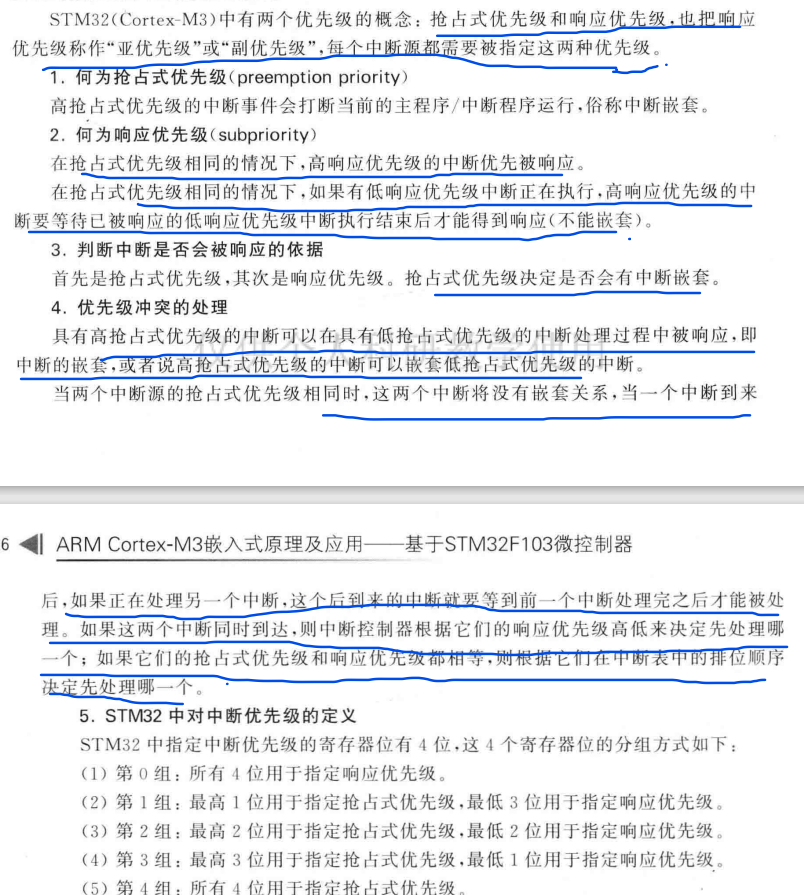 STM32(Cortex-M3)中有两个优先级的概念:抢占式优先级和响应优先级,也把响应
优先级称作“亚优先级”或“副优先级”,每个中断源都需要被指定这两种优先级。
1. 何为抢占式优先级(preemption priority)
高抢占式优先级的中断事件会打断当前的主程序/中断程序运行,俗称中断嵌套。
2. 何为响应优先级(subpriority)
在抢占式优先级相同的情况下,高响应优先级的中断优先被响应。
在抢占式优先级相同的情况下,如果有低响应优先级中断正在执行,高响应优先级的中
断要等待已被响应的低响应优先级中断执行结束后才能得到响应(不能嵌套)。
3. 判断中断是否会被响应的依据
首先是抢占式优先级,其次是响应优先级。抢占式优先级决定是否会有中断嵌套。
4. 优先级冲突的处理
具有高抢占式优先级的中断可以在具有低抢占式优先级的中断处理过程中被响应,即
中断的嵌套,或者说高抢占式优先级的中断可以嵌套低抢占式优先级的中断。
当两个中断源的抢占式优先级相同时,这两个中断将没有嵌套关系,当一个中断到来
6 ARM Cortex-M3嵌入式原理及应用——基于STM32F103微控制器
后,如果正在处理另一个中断,这个后到来的中断就要等到前一个中断处理完之后才能被处
理。如果这两个中断同时到达,则中断控制器根据它们的响应优先级高低来决定先处理哪
一个;如果它们的抢占式优先级和响应优先级都相等,则根据它们在中断表中的排位顺序
决定先处理哪一个。
5. STM32 中对中断优先级的定义
STM32 中指定中断优先级的寄存器位有 4 位,这 4 个寄存器位的分组方式如下:
(1) 第 0 组:所有 4 位用于指定响应优先级。
(2) 第 1 组:最高 1 位用于指定抢占式优先级,最低 3 位用于指定响应优先级。
(3) 第 2 组:最高 2 位用于指定抢占式优先级,最低 2 位用于指定响应优先级。
(4) 第 3 组:最高 3 位用于指定抢占式优先级,最低 1 位用于指定响应优先级。
(5) 第 4 组:所有 4 位用于指定抢占式优先级。